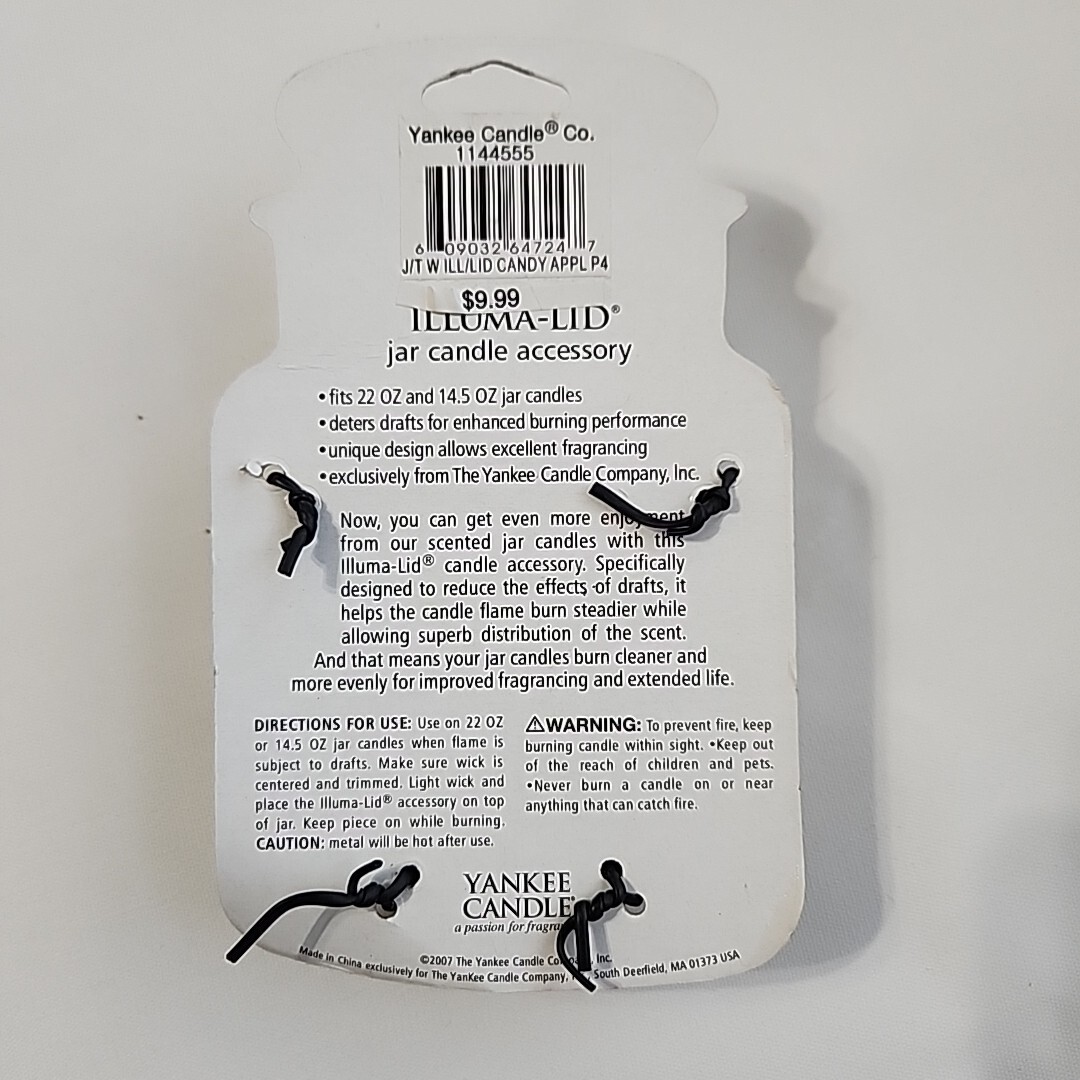 Yankee Candle® Co.
1144555
6 09032 64724 7
J/T W ILL/LID CANDY APPL P4
$9.99
ILLUMA-LID®
jar candle accessory
• fits 22 OZ and 14.5 OZ jar candles
• deters drafts for enhanced burning performance
• unique design allows excellent fragrancing
• exclusively from The Yankee Candle Company, Inc.
Now, you can get even more enjoyment
from our scented jar candles with this
Illuma-Lid® candle accessory. Specifically
designed to reduce the effects of drafts, it
helps the candle flame burn steadier while
allowing superb distribution of the scent.
And that means your jar candles burn cleaner and
more evenly for improved fragrancing and extended life.
DIRECTIONS FOR USE: Use on 22 OZ
or 14.5 OZ jar candles when flame is
subject to drafts. Make sure wick is
centered and trimmed. Light wick and
place the Illuma-Lid® accessory on top
of jar. Keep piece on while burning.
CAUTION: metal will be hot after use.
⚠WARNING: To prevent fire, keep
burning candle within sight. •Keep out
of the reach of children and pets.
•Never burn a candle on or near
anything that can catch fire.
YANKEE
CANDLE®
a passion for
©2007 The Yankee Candle Inc.
Made in China exclusively for The Yankee Candle Company, South Deerfield, MA 01373 USA